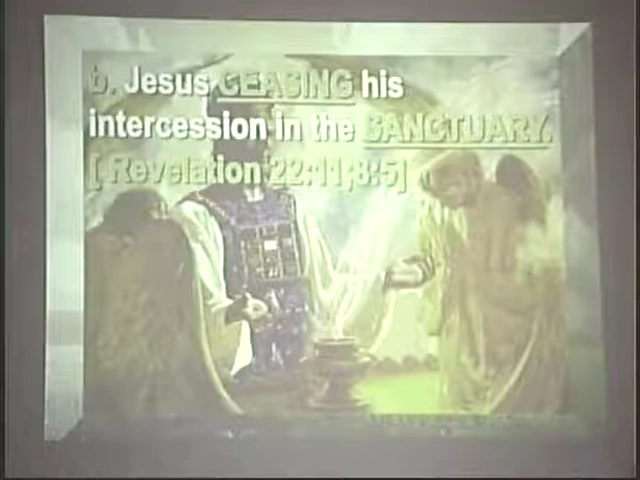 b. Jesus CEASING his
intercession in the SANCTUARY.
[ Revelation 22:11;8:5]